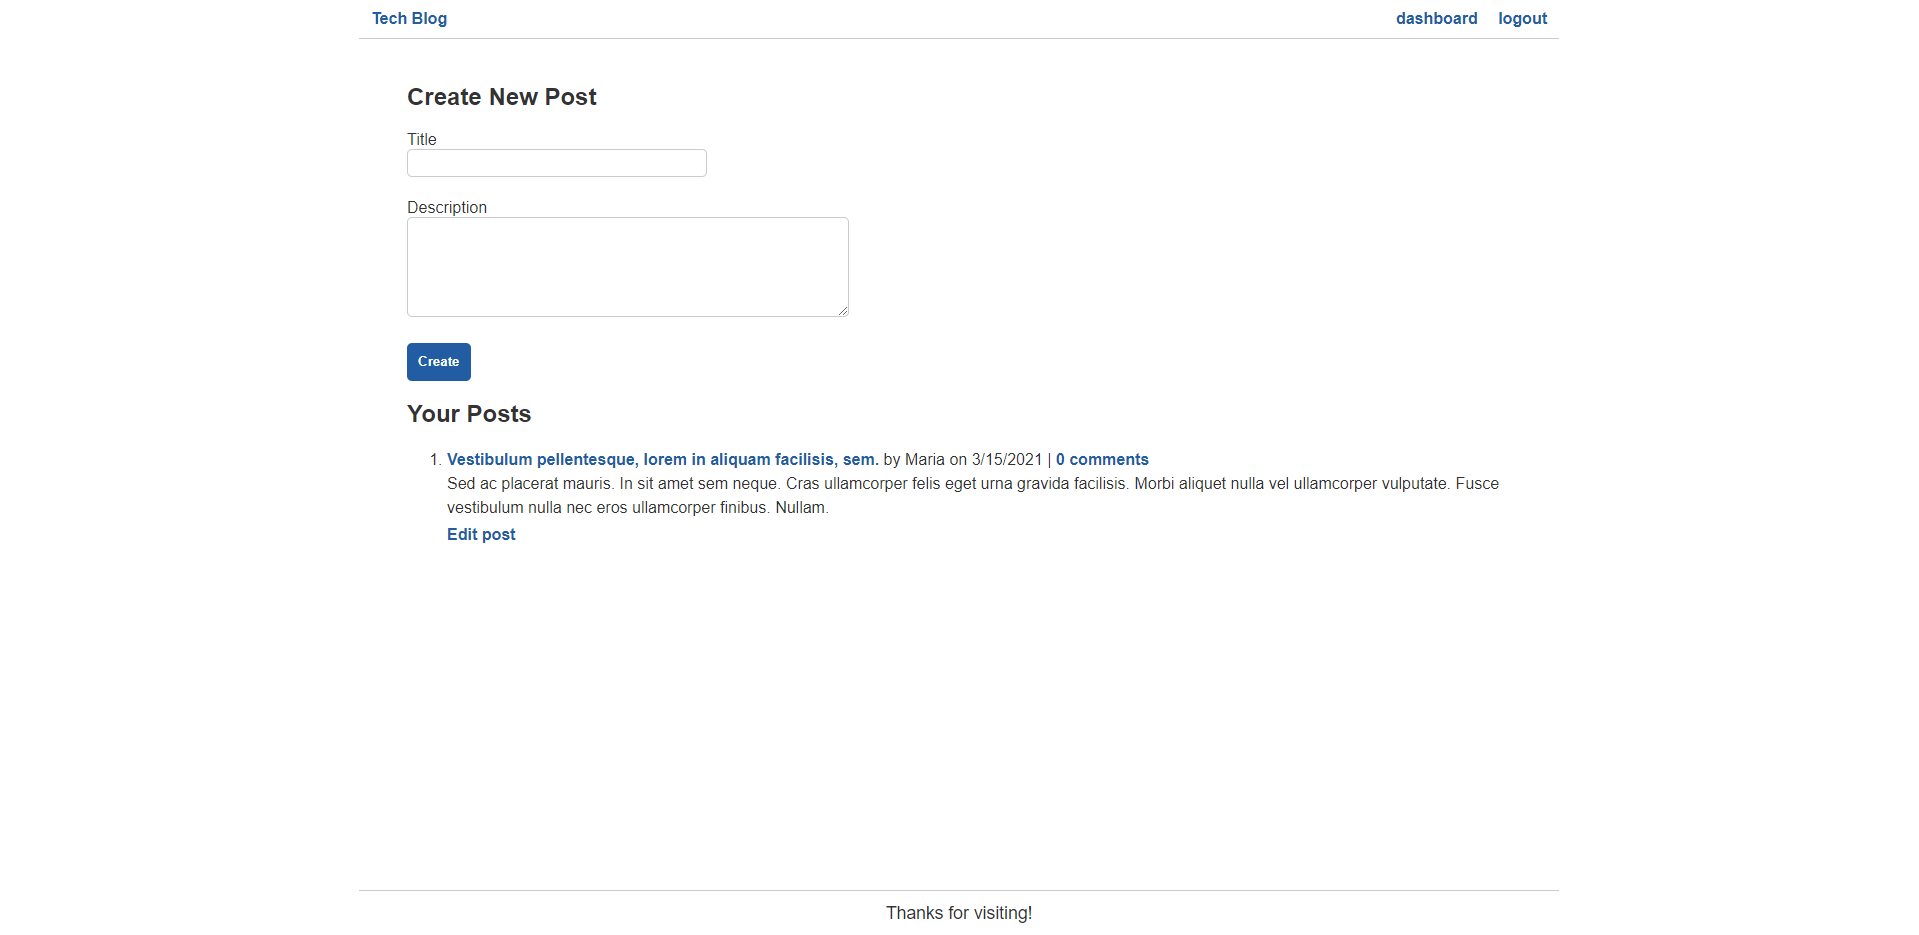 Tech Blog dashboard logout
Create New Post
Title
Description
Create
Your Posts
1. Vestibulum pellentesque, lorem in aliquam facilisis, sem. by Maria on 3/15/2021 | 0 comments
Sed ac placerat mauris. In sit amet sem neque. Cras ullamcorper felis eget urna gravida facilisis. Morbi aliquet nulla vel ullamcorper vulputate. Fusce
vestibulum nulla nec eros ullamcorper finibus. Nullam.
Edit post
Thanks for visiting!